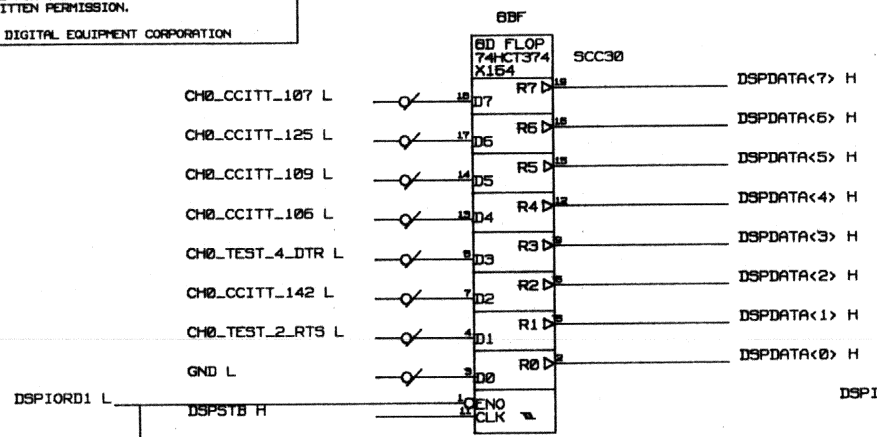 ITTEN PERMISSION.
DIGITAL EQUIPMENT CORPORATION
8BF
8D FLOP
74HCT374
X164
SCC30
CH0_CCITT_107 L 18 D7 R7 19 DSPDATA<7> H
CH0_CCITT_125 L 17 D6 R6 16 DSPDATA<6> H
CH0_CCITT_109 L 14 D5 R5 15 DSPDATA<5> H
CH0_CCITT_106 L 13 D4 R4 12 DSPDATA<4> H
CH0_TEST_4_DTR L 8 D3 R3 9 DSPDATA<3> H
CH0_CCITT_142 L 7 D2 R2 6 DSPDATA<2> H
CH0_TEST_2_RTS L 4 D1 R1 5 DSPDATA<1> H
GND L 3 D0 R0 2 DSPDATA<0> H
DSPIORD1 L 1 ENO DSPI
DSPSTB H 11 CLK